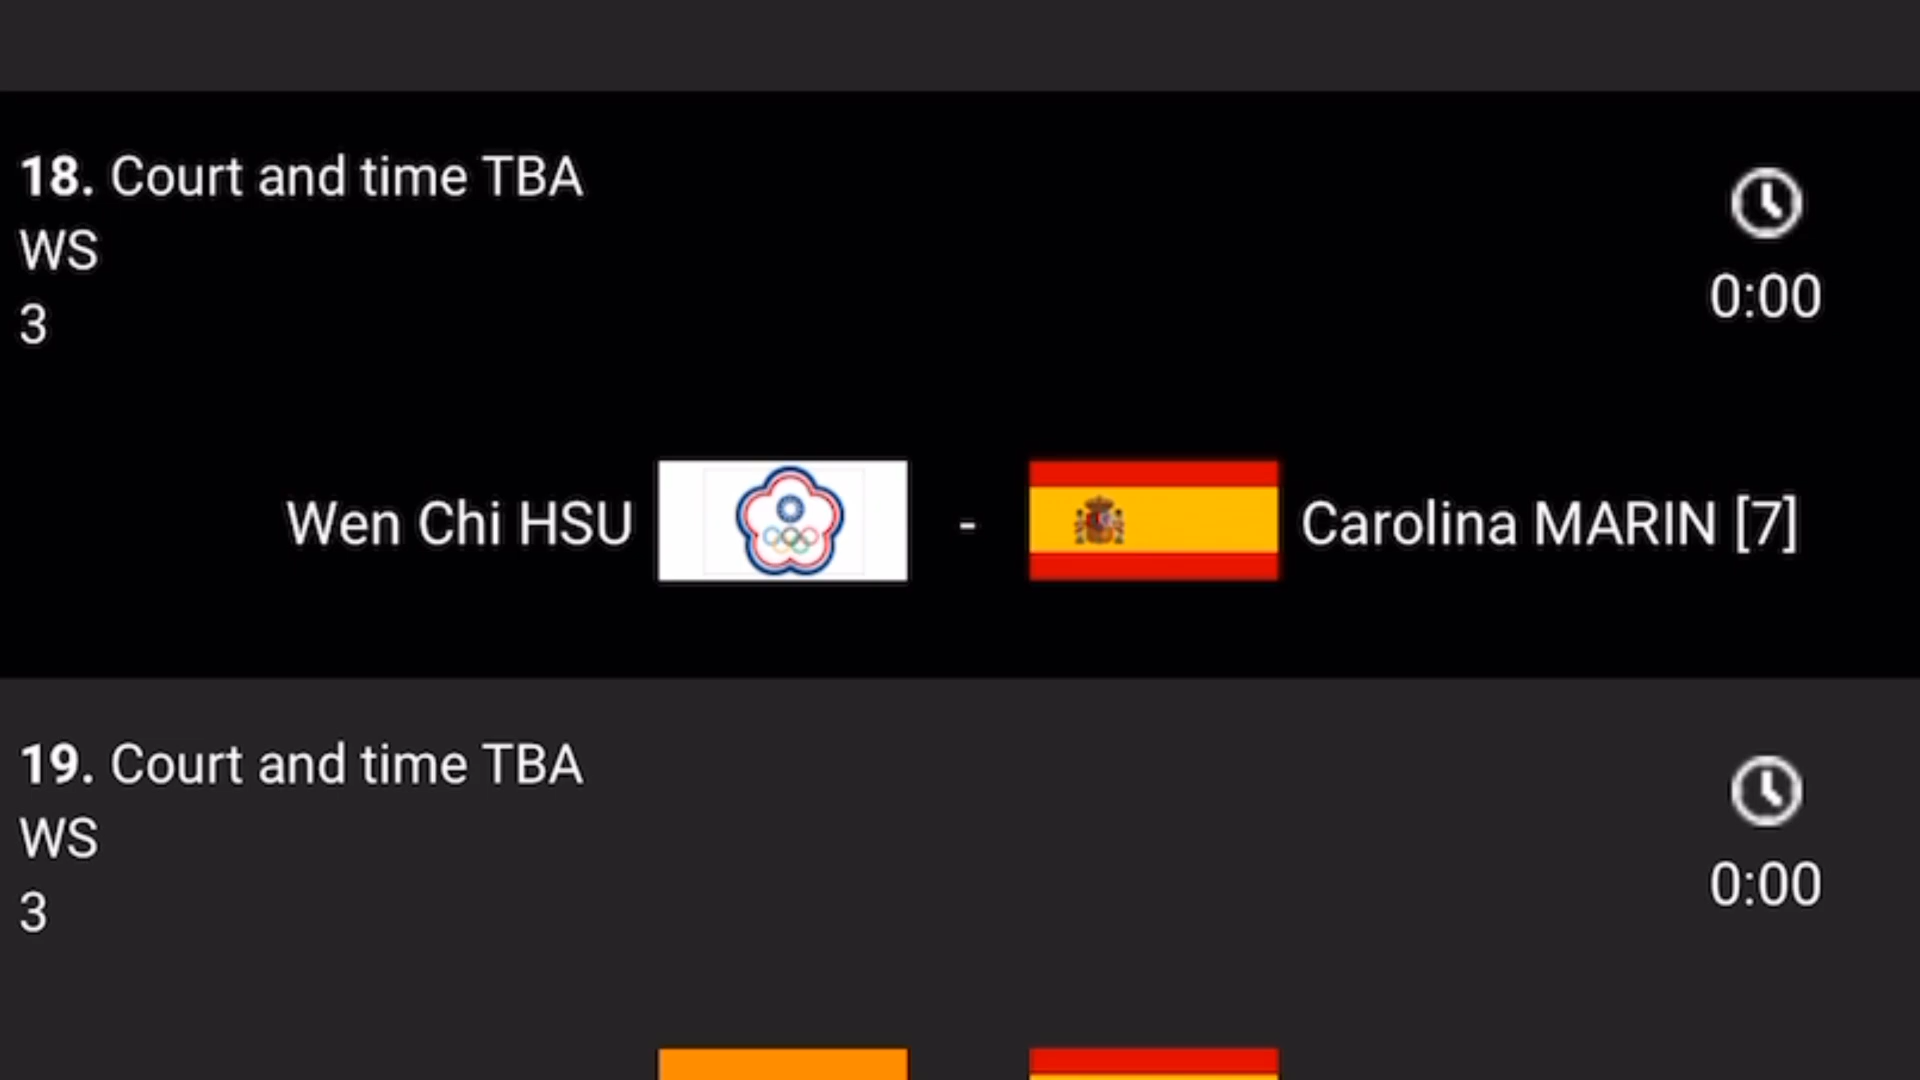 18. Court and time TBA
WS
3
0:00
Wen Chi HSU - Carolina MARIN [7]
19. Court and time TBA
WS
3
0:00